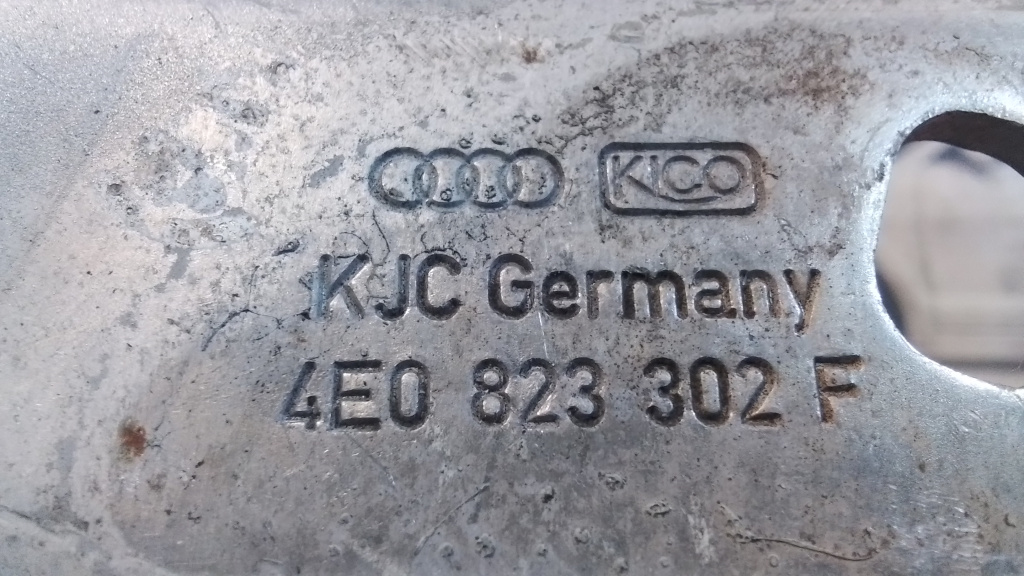 KICO
KJC Germany
4E0 823 302 F